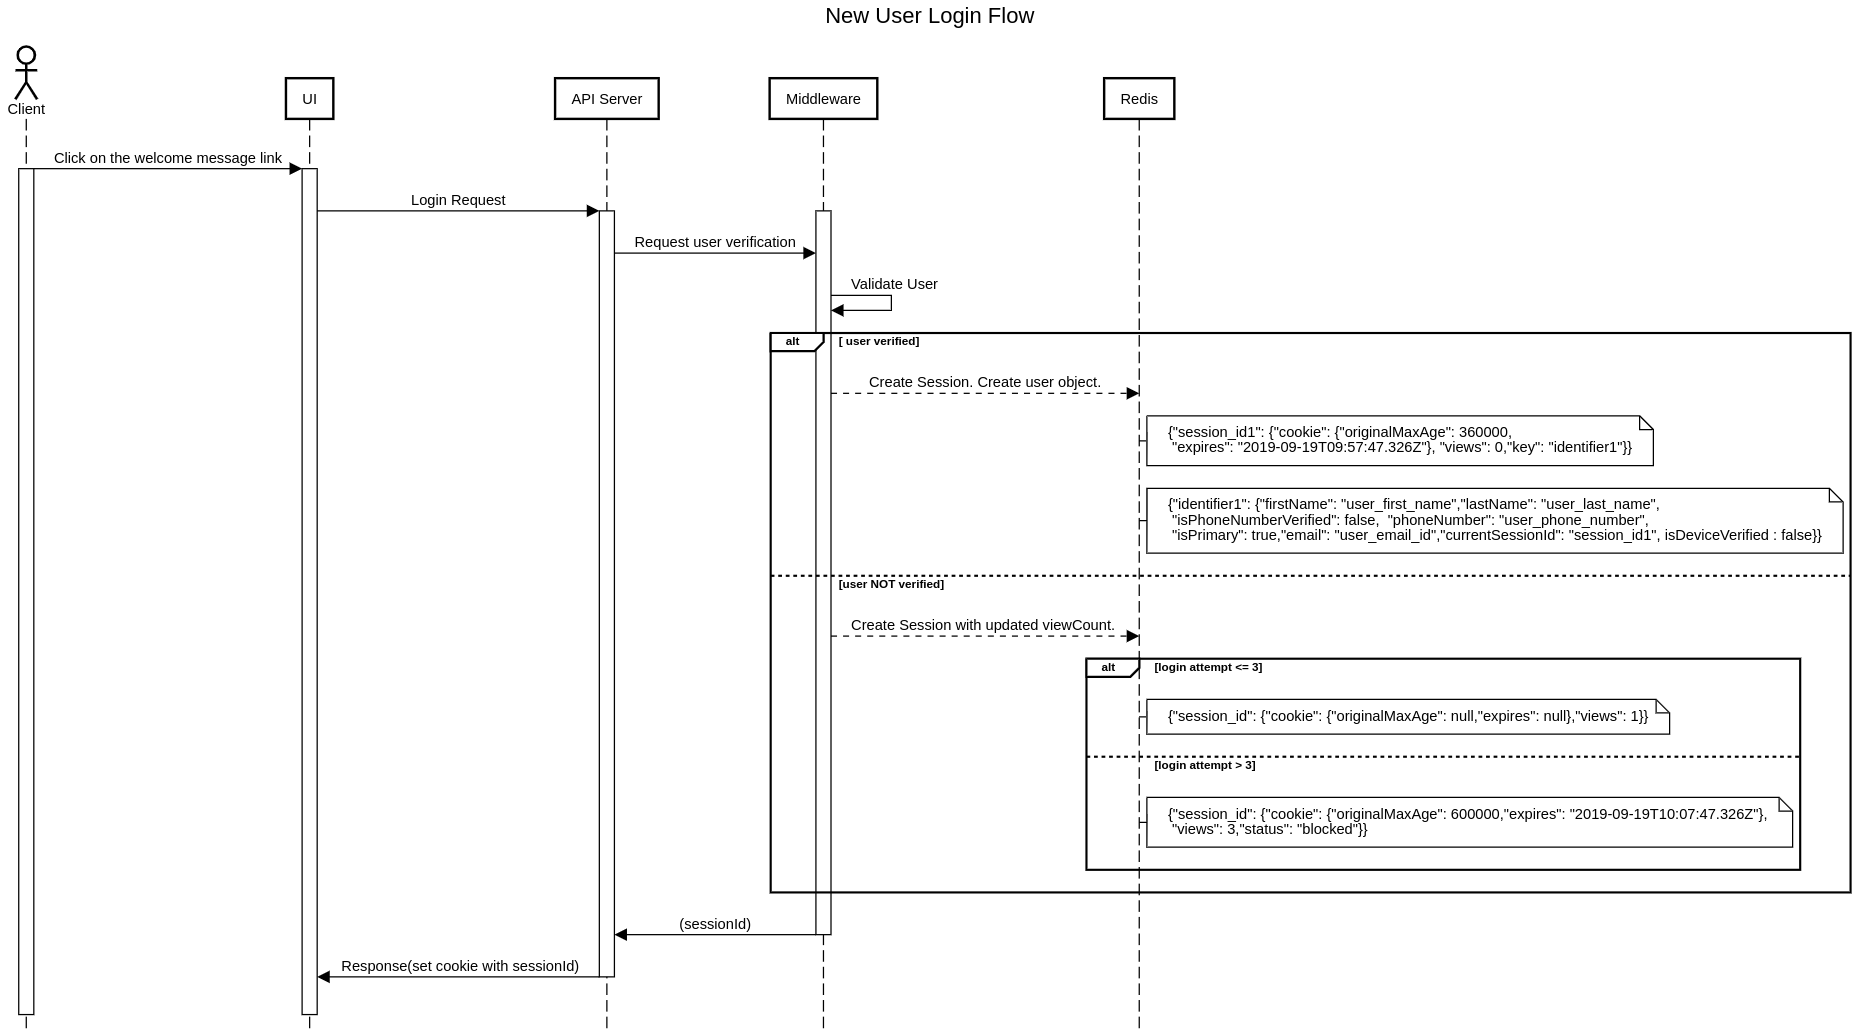 New User Login Flow
Client
UI
API Server
Middleware
Redis
Click on the welcome message link
Login Request
Request user verification
Validate User
alt
[ user verified]
Create Session. Create user object.
{"session_id1": {"cookie": {"originalMaxAge": 360000,
"expires": "2019-09-19T09:57:47.326Z"}, "views": 0,"key": "identifier1"}}
{"identifier1": {"firstName": "user_first_name","lastName": "user_last_name",
"isPhoneNumberVerified": false,  "phoneNumber": "user_phone_number",
"isPrimary": true,"email": "user_email_id","currentSessionId": "session_id1", isDeviceVerified : false}}
[user NOT verified]
Create Session with updated viewCount.
alt
[login attempt <= 3]
{"session_id": {"cookie": {"originalMaxAge": null,"expires": null},"views": 1}}
[login attempt > 3]
{"session_id": {"cookie": {"originalMaxAge": 600000,"expires": "2019-09-19T10:07:47.326Z"},
"views": 3,"status": "blocked"}}
(sessionId)
Response(set cookie with sessionId)